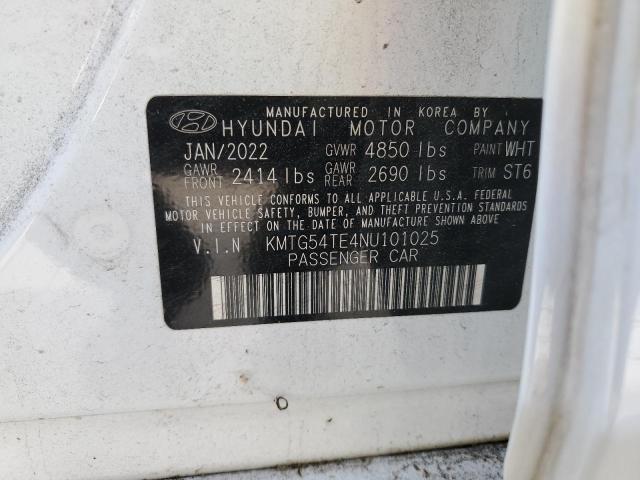 MANUFACTURED IN KOREA BY
HYUNDAI MOTOR COMPANY
JAN/2022 GVWR 4850 lbs PAINT WHT
GAWR FRONT 2414 lbs GAWR REAR 2690 lbs TRIM ST6
THIS VEHICLE CONFORMS TO ALL APPLICABLE U.S.A. FEDERAL
MOTOR VEHICLE SAFETY, BUMPER, AND THEFT PREVENTION
STANDARDS IN EFFECT ON THE DATE OF MANUFACTURE SHOWN ABOVE.
V.I.N KMTG54TE4NU101025
PASSENGER CAR